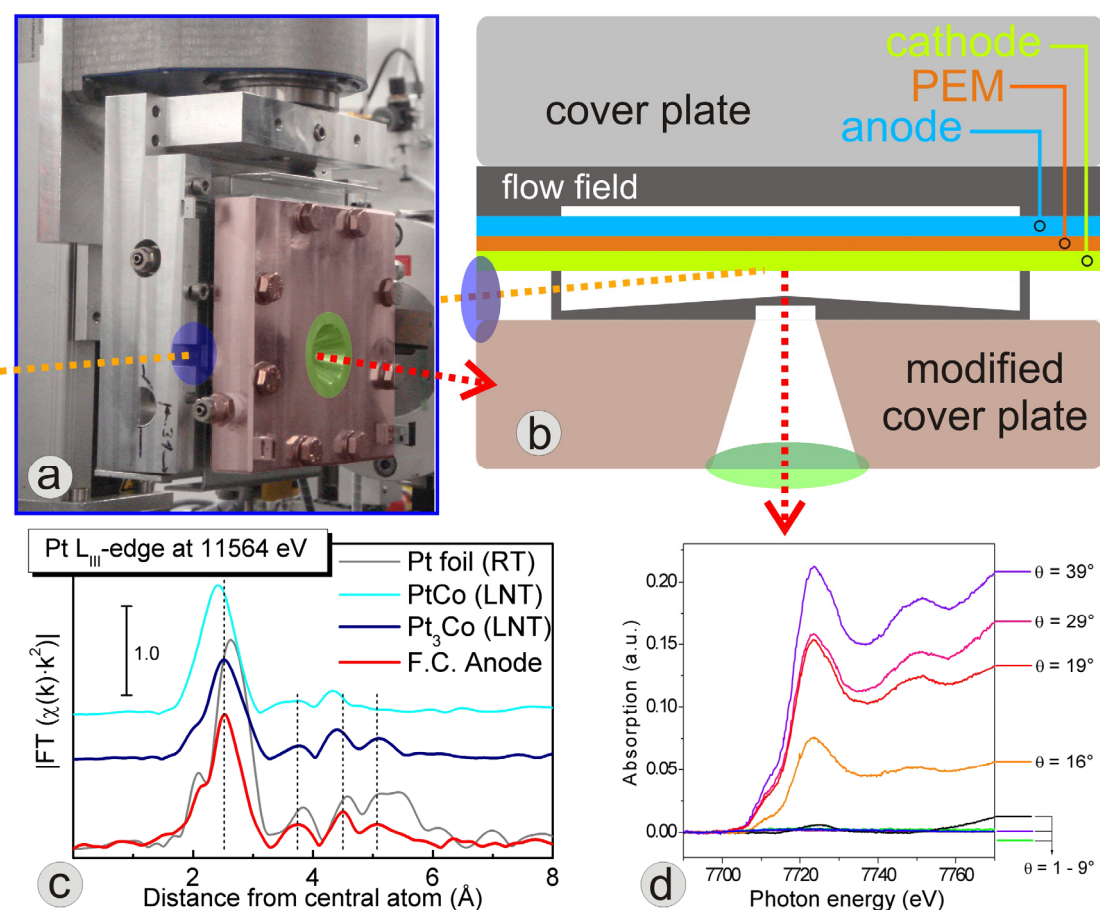 cathode
PEM
anode
cover plate
flow field
modified
cover plate
a
b
Pt L_III-edge at 11564 eV
Pt foil (RT)
PtCo (LNT)
Pt₃Co (LNT)
F.C. Anode
1.0
|FT (χ(k)·k²)|
0 2 4 6 8
Distance from central atom (Å)
c
Absorption (a.u.)
0.20
0.15
0.10
0.05
0.00
θ = 39°
θ = 29°
θ = 19°
θ = 16°
θ = 1 - 9°
7700 7720 7740 7760
Photon energy (eV)
d